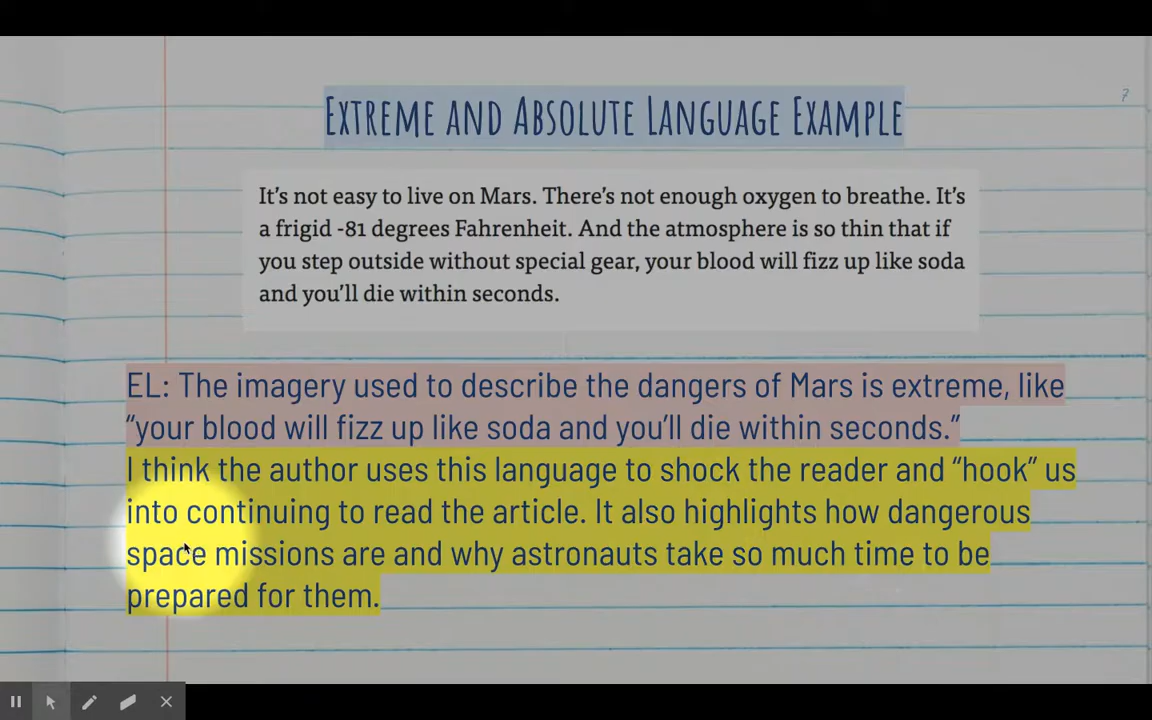 7
Extreme and Absolute Language Example
It's not easy to live on Mars. There's not enough oxygen to breathe. It's
a frigid -81 degrees Fahrenheit. And the atmosphere is so thin that if
you step outside without special gear, your blood will fizz up like soda
and you'll die within seconds.
EL: The imagery used to describe the dangers of Mars is extreme, like
“your blood will fizz up like soda and you’ll die within seconds.”
I think the author uses this language to shock the reader and “hook” us
into continuing to read the article. It also highlights how dangerous
space missions are and why astronauts take so much time to be
prepared for them.